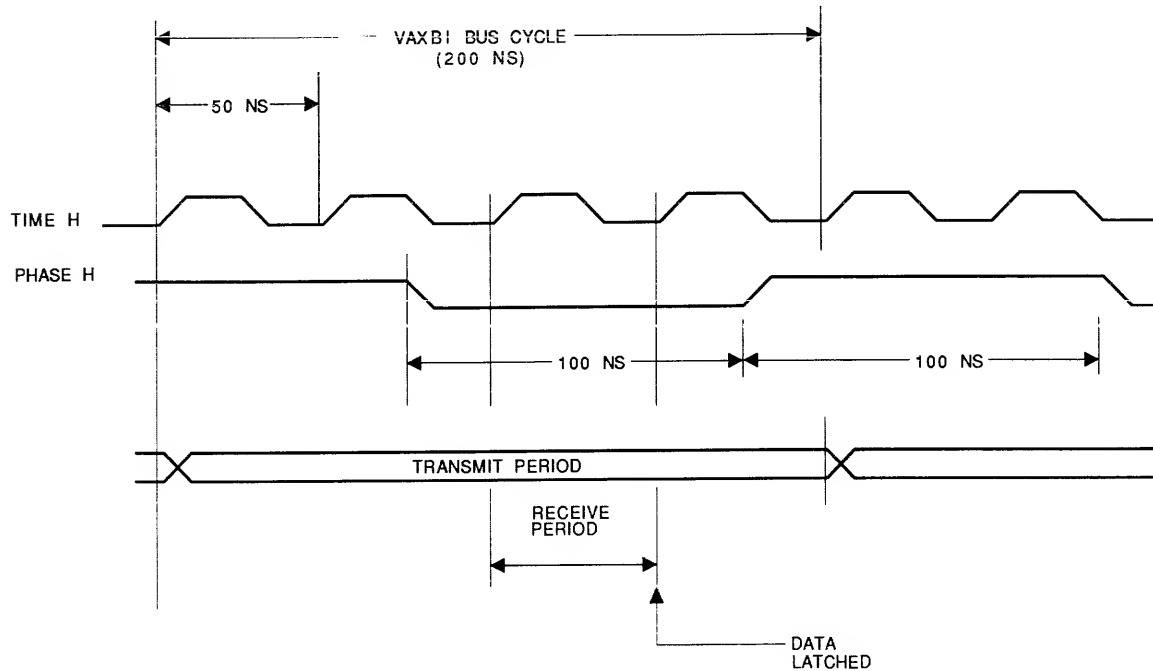 VAXBI BUS CYCLE
(200 NS)
50 NS
TIME H
PHASE H
100 NS
100 NS
TRANSMIT PERIOD
RECEIVE
PERIOD
DATA
LATCHED